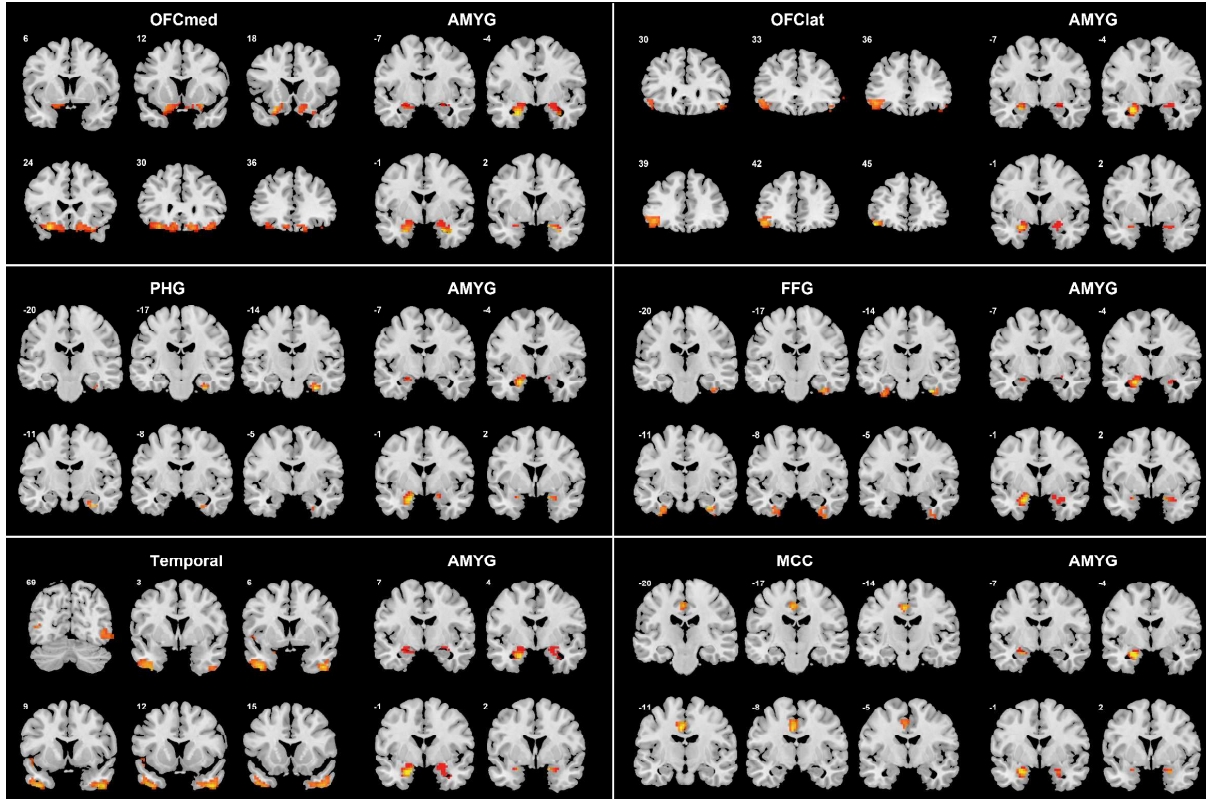 OFCmed AMYG
6 12 18 -7 -4
24 30 36 -1 2
OFClat AMYG
30 33 36 -7 -4
39 42 45 -1 2
PHG AMYG
-20 -17 -14 -7 -4
-11 -8 -5 -1 2
FFG AMYG
-20 -17 -14 -7 -4
-11 -8 -5 -1 2
Temporal AMYG
69 3 6 7 4
9 12 15 -1 2
MCC AMYG
-20 -17 -14 -7 -4
-11 -8 -5 -1 2